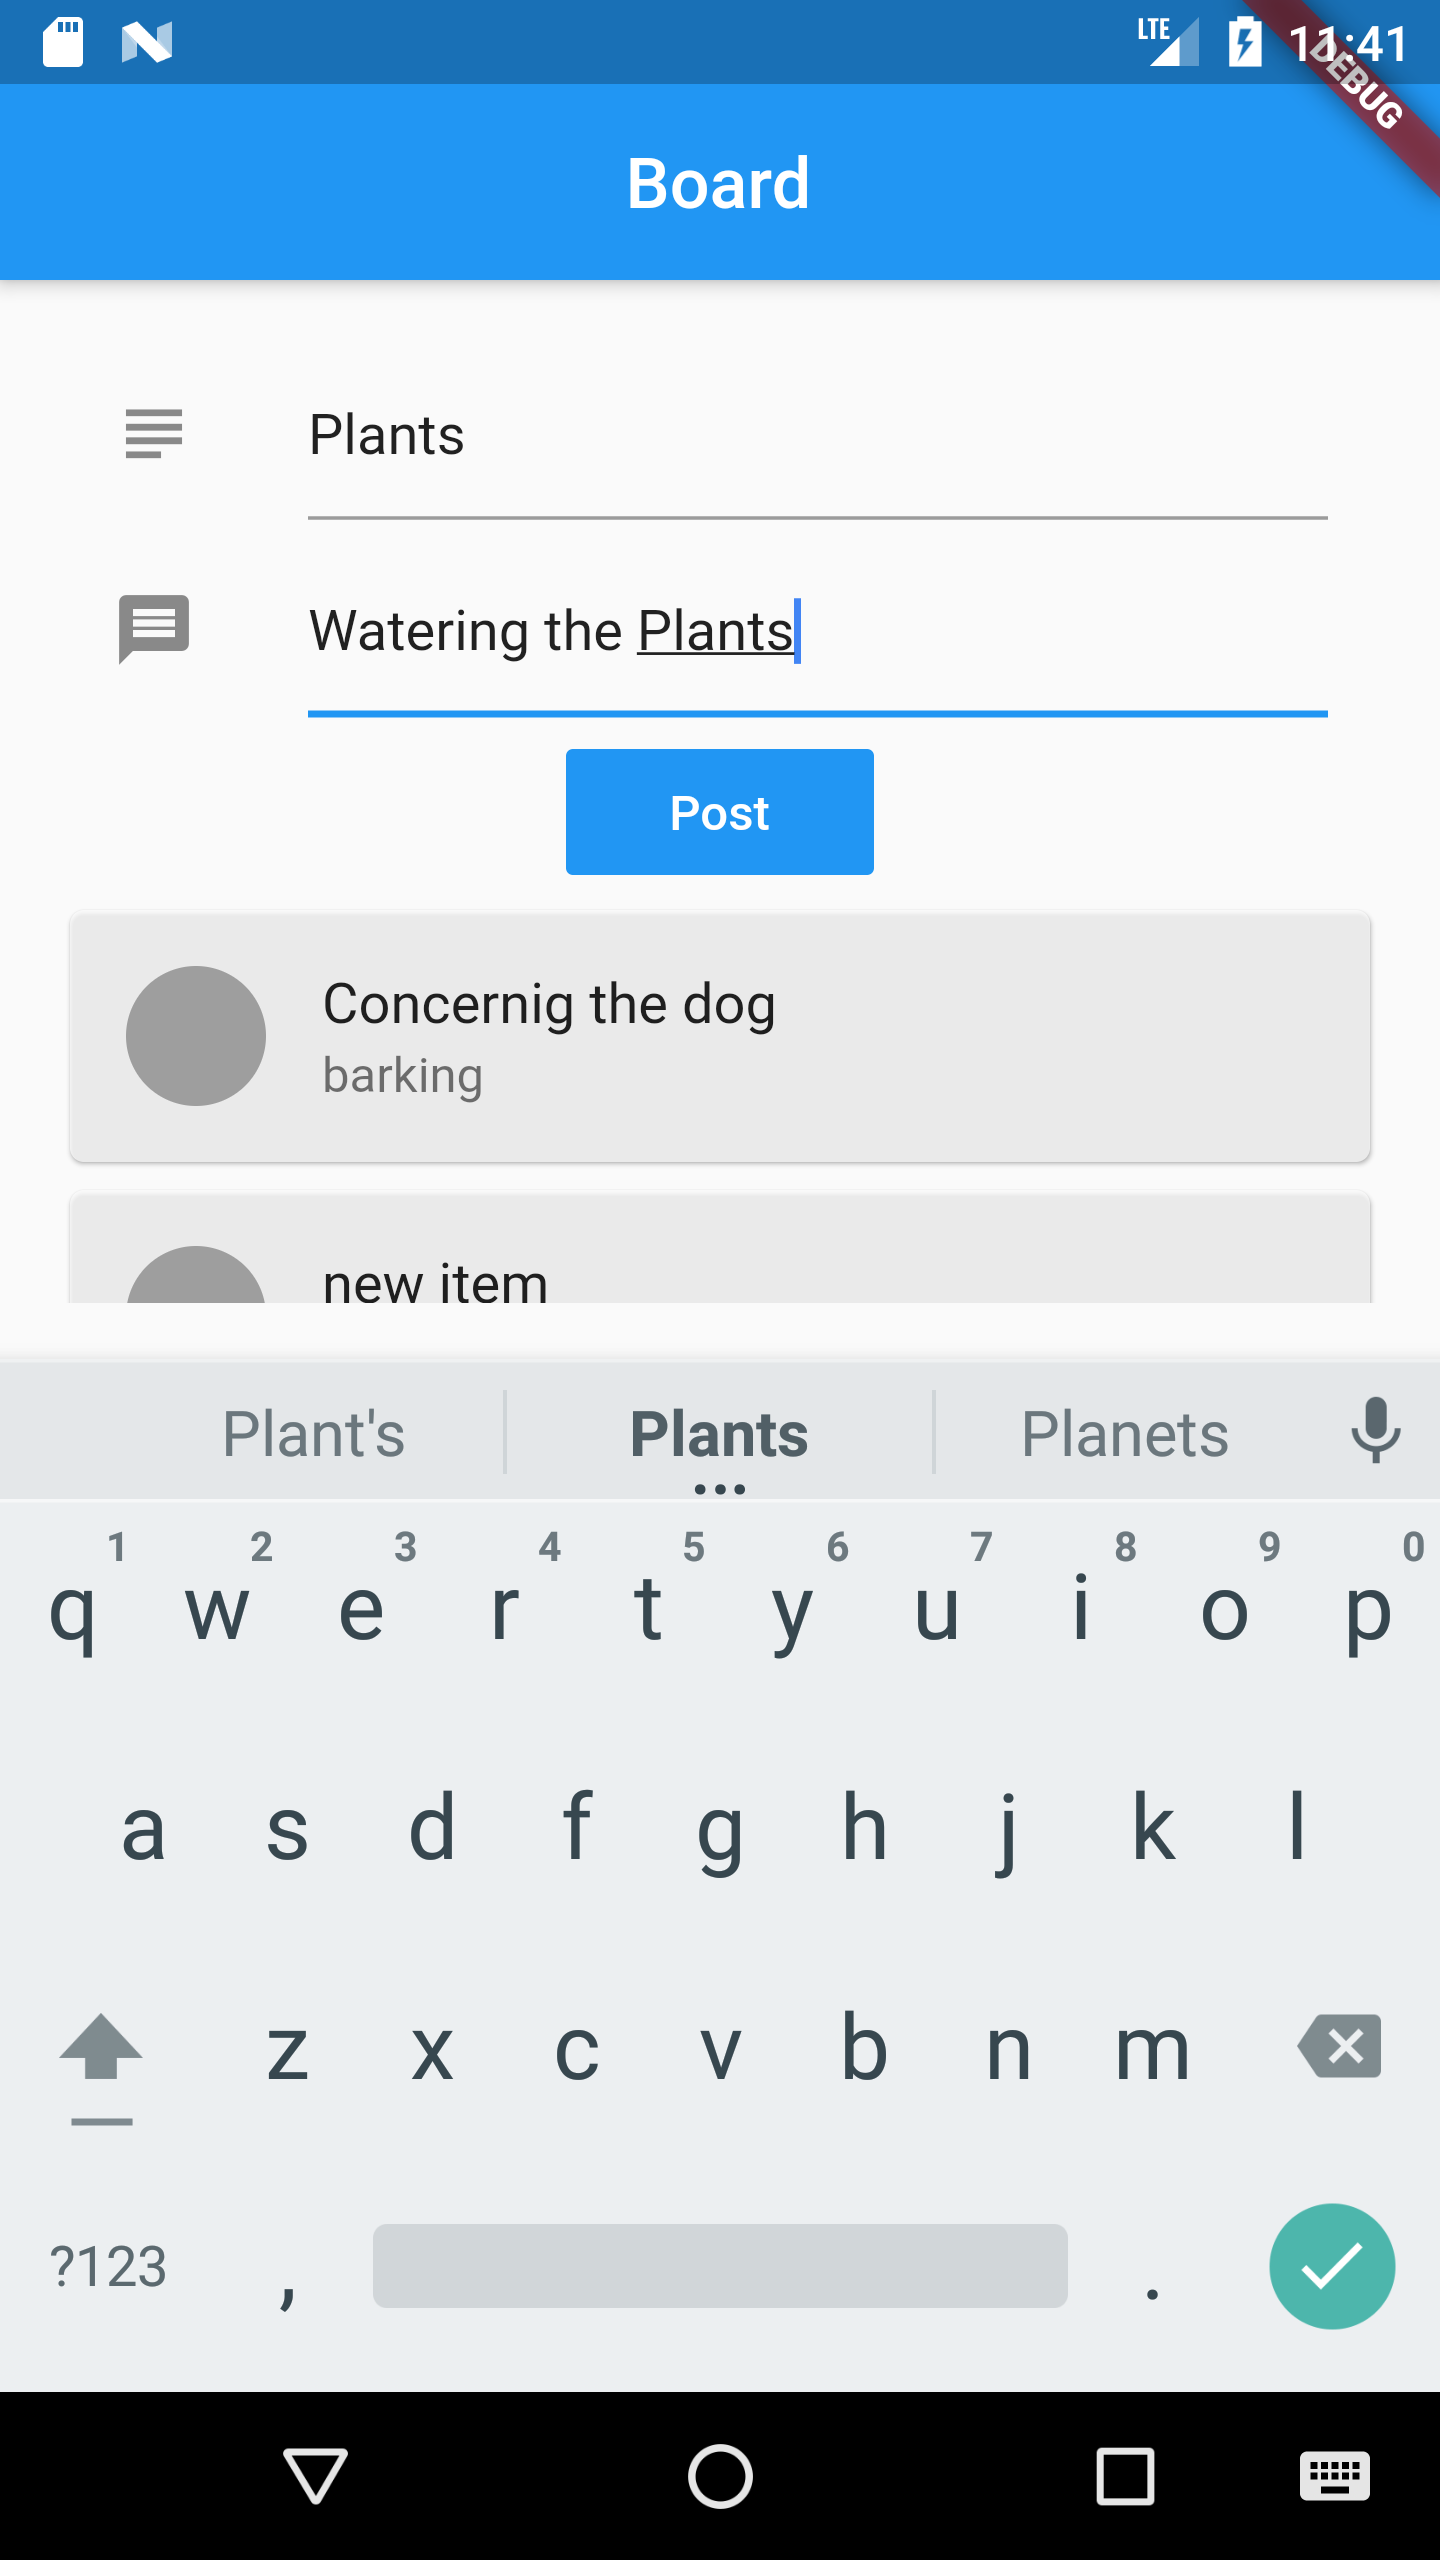 LTE 11:41
DEBUG
Board
Plants
Watering the Plants
Post
Concernig the dog
barking
new item
Plant's Plants Planets
1 2 3 4 5 6 7 8 9 0
q w e r t y u i o p
a s d f g h j k l
z x c v b n m
?123 , .